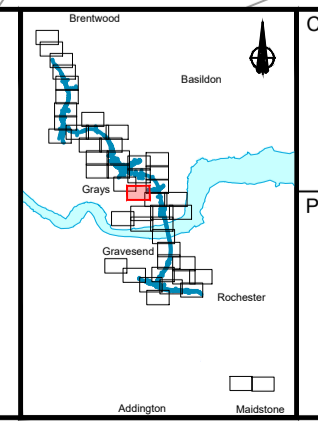 Brentwood
C
Basildon
Grays
P
Gravesend
Rochester
Addington
Maidstone